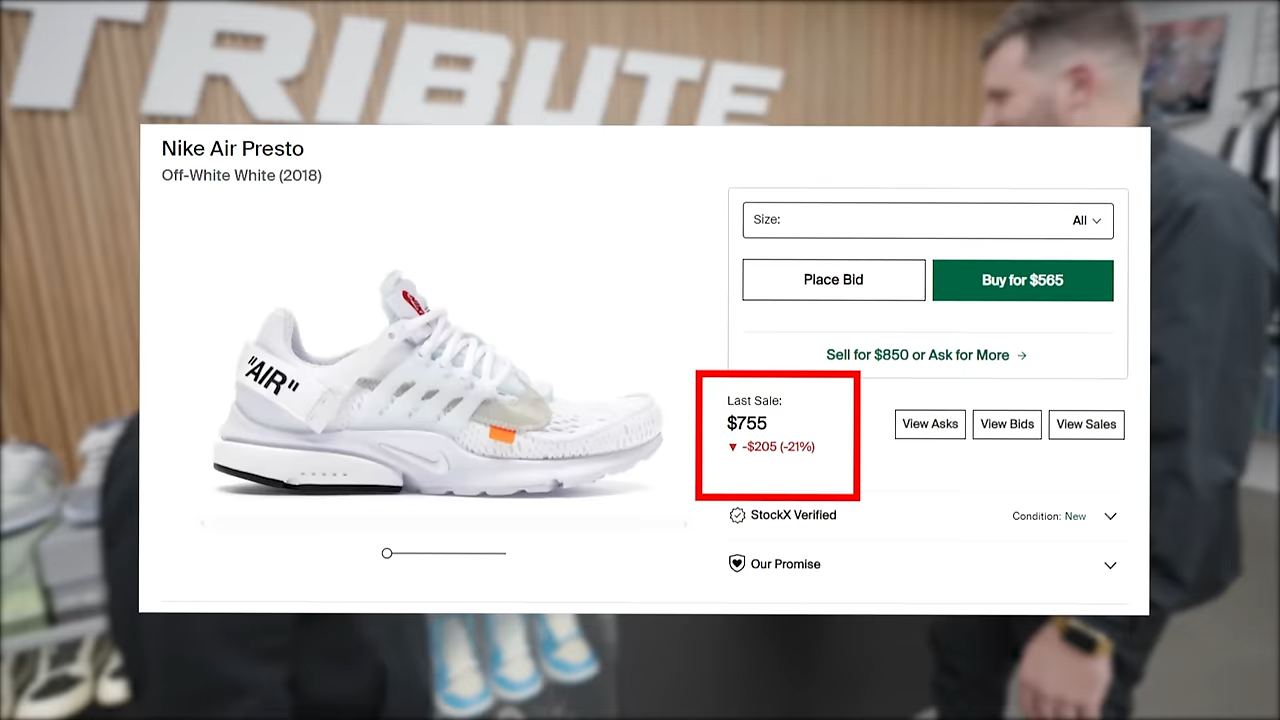 TRIBUTE
Nike Air Presto
Off-White White (2018)
Size:
All
Place Bid
Buy for $565
Sell for $850 or Ask for More →
"AIR"
Last Sale:
$755
▼ -$205 (-21%)
View Asks
View Bids
View Sales
StockX Verified
Condition: New
Our Promise